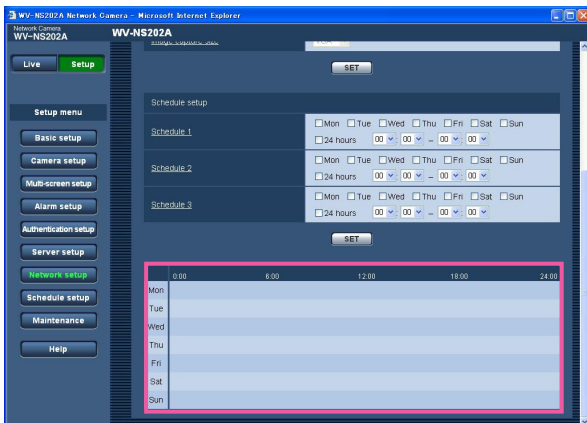 WV-NS202A Network Camera - Microsoft Internet Explorer
Network Camera
WV-NS202A
WV-NS202A
Live Setup
Image capture size
SET
Setup menu
Schedule setup
Basic setup
Schedule 1
Mon Tue Wed Thu Fri Sat Sun
24 hours 00 : 00 – 00 : 00
Camera setup
Schedule 2
Mon Tue Wed Thu Fri Sat Sun
24 hours 00 : 00 – 00 : 00
Multi-screen setup
Alarm setup
Schedule 3
Mon Tue Wed Thu Fri Sat Sun
24 hours 00 : 00 – 00 : 00
Authentication setup
SET
Server setup
Network setup
Schedule setup
Maintenance
Help
0:00 6:00 12:00 18:00 24:00
Mon
Tue
Wed
Thu
Fri
Sat
Sun